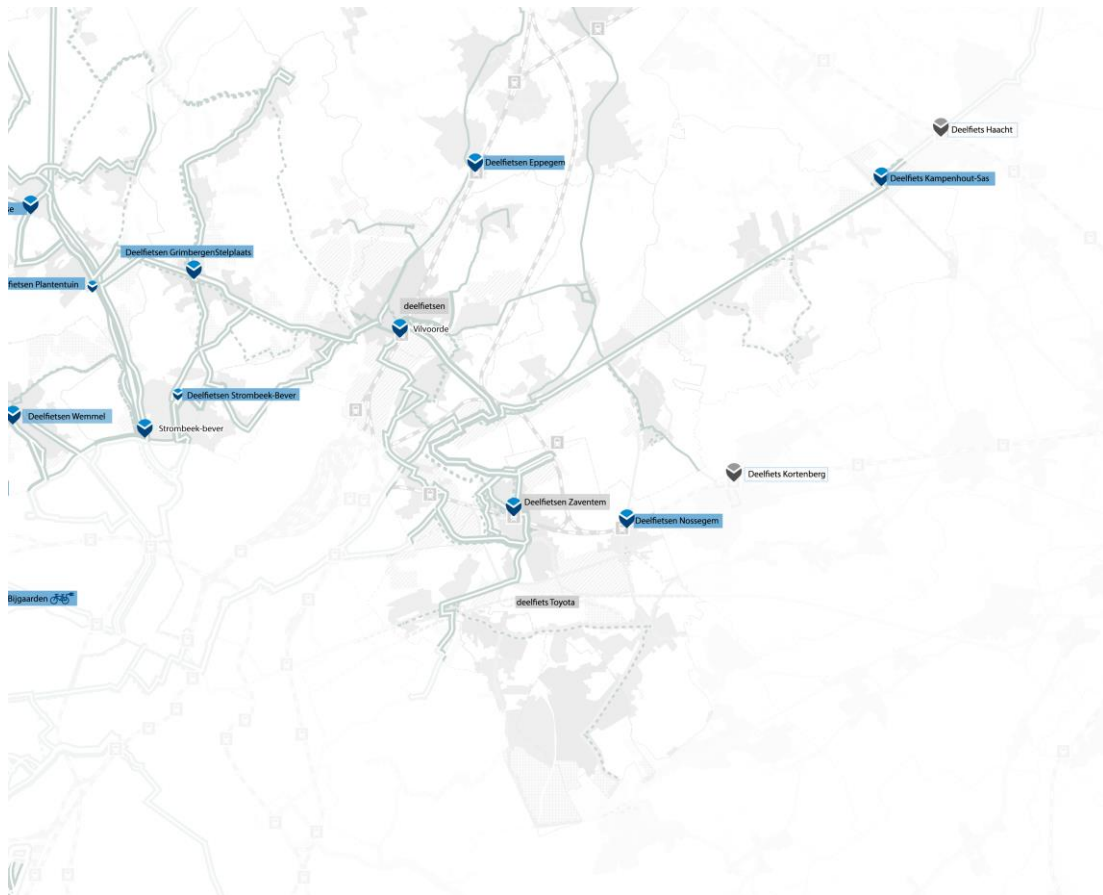 Deelfiets Haacht
Deelfietsen Eppegem
Deelfiets Kampenhout-Sas
se
Deelfietsen GrimbergenStelplaats
fietsen Plantentuin
deelfietsen
Vilvoorde
Deelfietsen Strombeek-Bever
Deelfietsen Wemmel
Strombeek-bever
Deelfiets Kortenberg
Deelfietsen Zaventem
Deelfietsen Nossegem
Bijgaarden
deelfiets Toyota